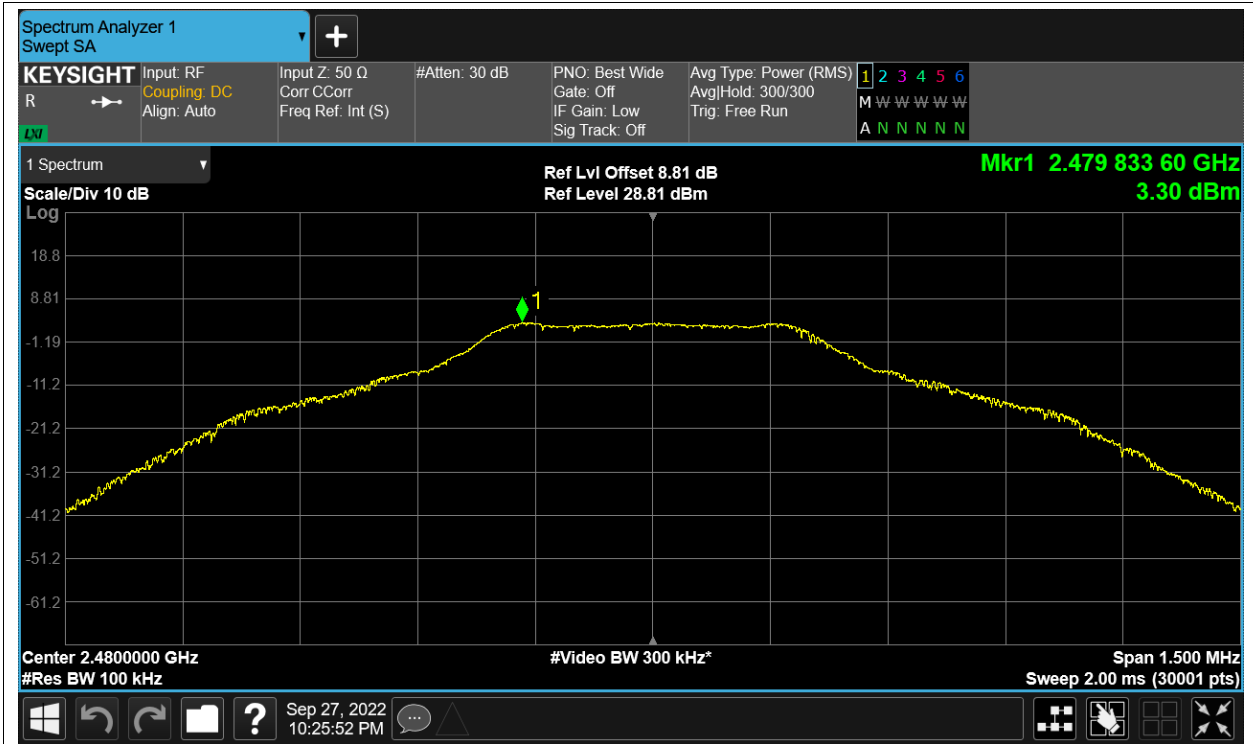 Spectrum Analyzer 1
Swept SA
KEYSIGHT
R
LXI
Input: RF
Coupling: DC
Align: Auto
Input Z: 50 Ω
Corr CCorr
Freq Ref: Int (S)
#Atten: 30 dB
PNO: Best Wide
Gate: Off
IF Gain: Low
Sig Track: Off
Avg Type: Power (RMS)
Avg|Hold: 300/300
Trig: Free Run
1 2 3 4 5 6
M W W W W W
A N N N N N
1 Spectrum
Scale/Div 10 dB
Log
Ref Lvl Offset 8.81 dB
Ref Level 28.81 dBm
Mkr1 2.479 833 60 GHz
3.30 dBm
18.8
8.81
1
-1.19
-11.2
-21.2
-31.2
-41.2
-51.2
-61.2
Center 2.4800000 GHz
#Video BW 300 kHz*
Span 1.500 MHz
#Res BW 100 kHz
Sweep 2.00 ms (30001 pts)
?
Sep 27, 2022
10:25:52 PM